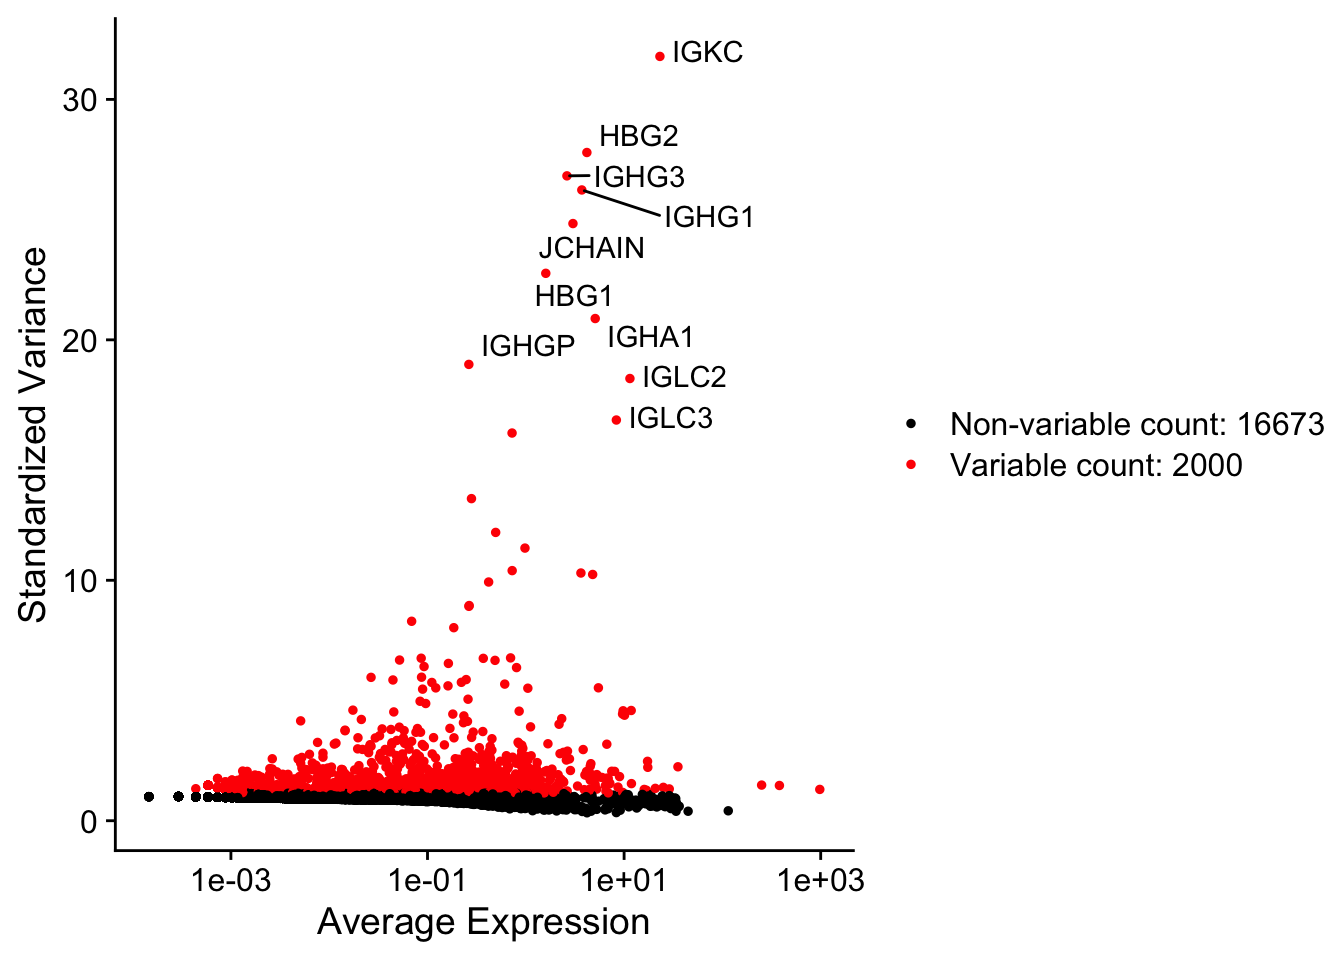 IGKC
30
HBG2
IGHG3
IGHG1
JCHAIN
HBG1
IGHA1
20
IGHGP
IGLC2
IGLC3
Standardized Variance
Non-variable count: 16673
Variable count: 2000
10
0
1e-03
1e-01
1e+01
1e+03
Average Expression